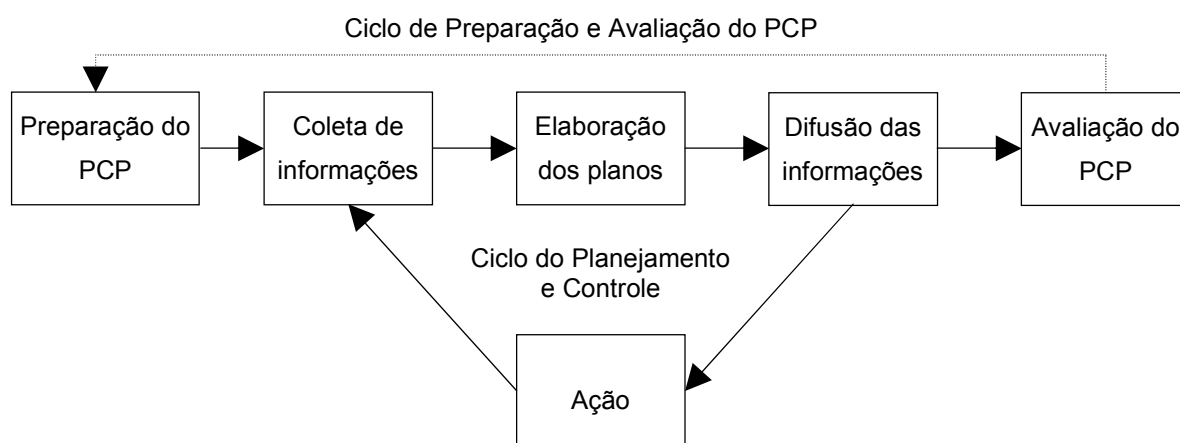 Ciclo de Preparação e Avaliação do PCP
Preparação do
PCP
Coleta de
informações
Elaboração
dos planos
Difusão das
informações
Avaliação do
PCP
Ciclo do Planejamento
e Controle
Ação